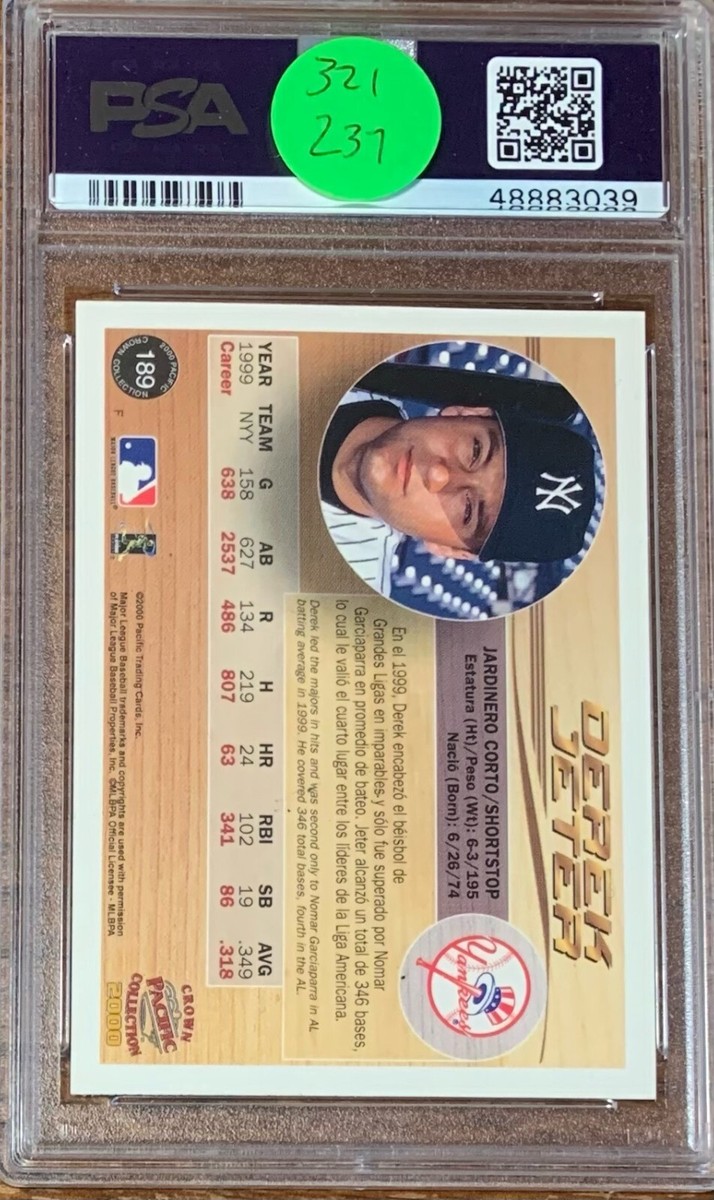 PSA
321
237
48883039
DEREK
JETER
JARDINERO CORTO/SHORTSTOP
Estatura (Ht)/Peso (Wt): 6-3/195
Nació (Born): 6/26/74
NY
Yankees
En el 1999, Derek encabezó el béisbol de
Grandes Ligas en imparables-y sólo fue superado por Nomar
Garciaparra en promedio de bateo. Jeter alcanzó un total de 346 bases,
lo cual le valió el cuarto lugar entre los líderes de la Liga Americana.
Derek led the majors in hits and was second only to Nomar Garciaparra in AL
batting average in 1999. He covered 346 total bases, fourth in the AL.
YEAR TEAM G AB R H HR RBI SB AVG
1999 NYY 158 627 134 219 24 102 19 .349
Career 638 2537 486 807 63 341 86 .318
2000 PACIFIC
189
CROWN COLLECTION
F
MAJOR LEAGUE BASEBALL®
©2000 Pacific Trading Cards, Inc.
Major League Baseball trademarks and copyrights are used with permission
of Major League Baseball Properties, Inc. ©MLBPA Official Licensee - MLBPA
CROWN
PACIFIC
COLLECTION
2000